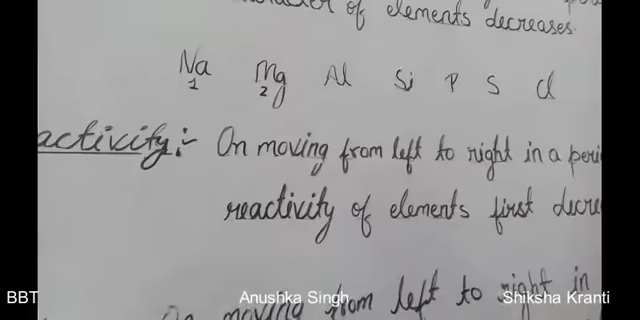 of elements decreases.
Na Mg Al Si P S Cl
1 2
activity:- On moving from left to right in a peri
reactivity of elements first decre
On moving from left to right in
BBT Anushka Singh Shiksha Kranti